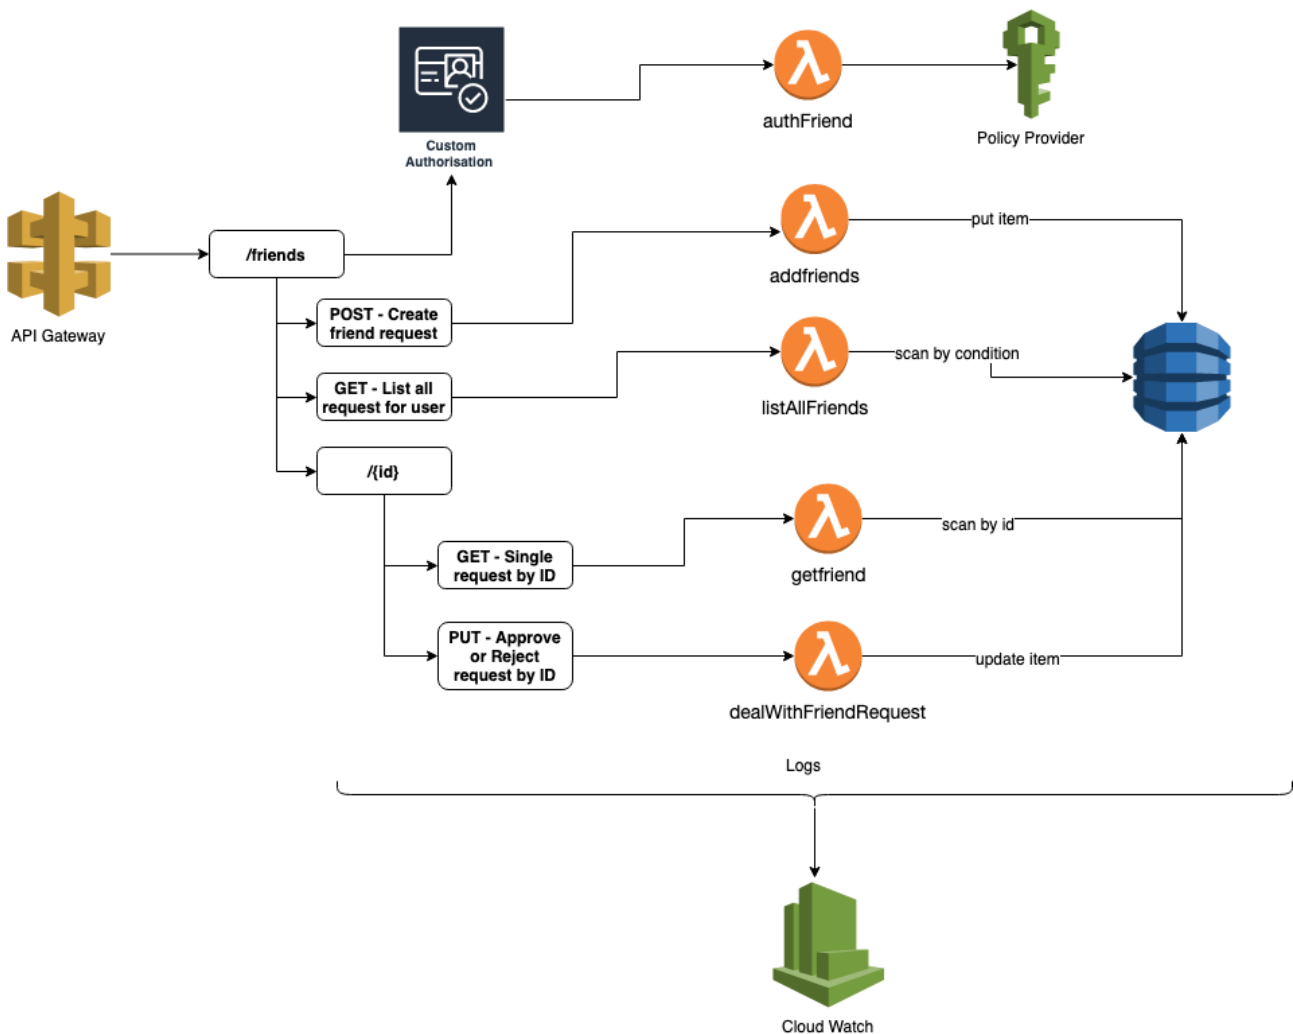 Custom
Authorisation
authFriend
Policy Provider
API Gateway
/friends
POST - Create
friend request
GET - List all
request for user
/{id}
GET - Single
request by ID
PUT - Approve
or Reject
request by ID
addfriends
put item
listAllFriends
scan by condition
getfriend
scan by id
dealWithFriendRequest
update item
Logs
Cloud Watch